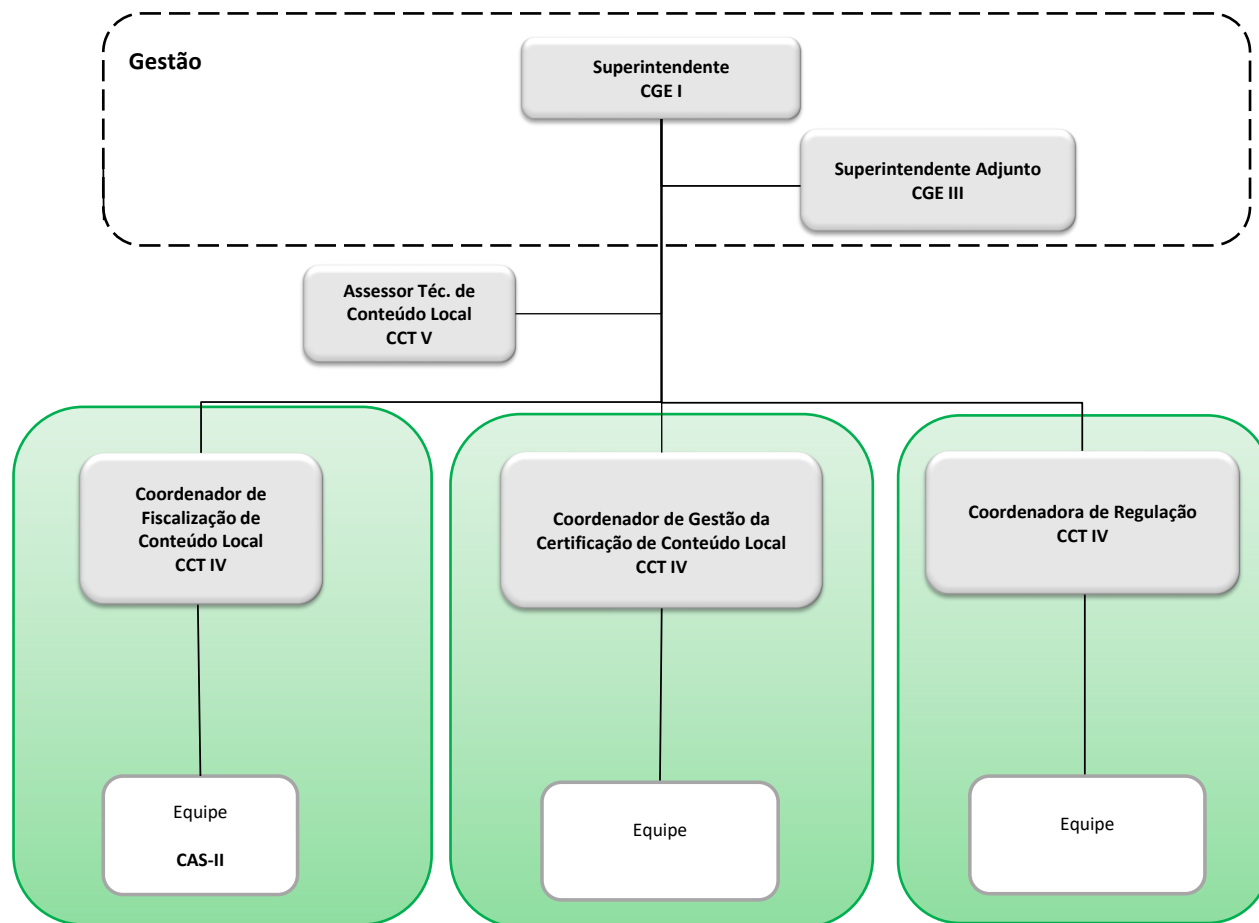 Gestão
Superintendente
CGE I
Superintendente Adjunto
CGE III
Assessor Téc. de
Conteúdo Local
CCT V
Coordenador de
Fiscalização de
Conteúdo Local
CCT IV
Coordenador de Gestão da
Certificação de Conteúdo Local
CCT IV
Coordenadora de Regulação
CCT IV
Equipe
CAS-II
Equipe
Equipe